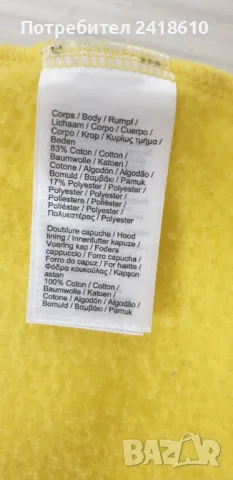 Потребител 2418610
Corps / Body / Rumpf /
Lichaam / Corpo / Cuerpo /
Corpo / Krop / Κυρίως τμήμα
Beden
83% Coton / Cotton /
Baumwolle / Katoen /
Cotone / Algodón / Algodão /
Bomuld / Βαμβάκι / Pamuk
17% Polyester / Polyester /
Polyester / Polyester /
Poliestere / Poliéster /
Poliéster / Polyester /
Πολυεστέρας / Polyester
Doublure capuche / Hood
lining / Innenfutter kapuze /
Voering kap / Fodera
cappuccio / Forro capucha /
Forro do capuz / For hætte /
Φόδρα κουκούλας / Kapşon
astarı
100% Coton / Cotton /
Baumwolle / Katoen /
Cotone / Algodón / Algodão /
Bomuld / Βαμβάκι / Pamuk
BAZAR
bg